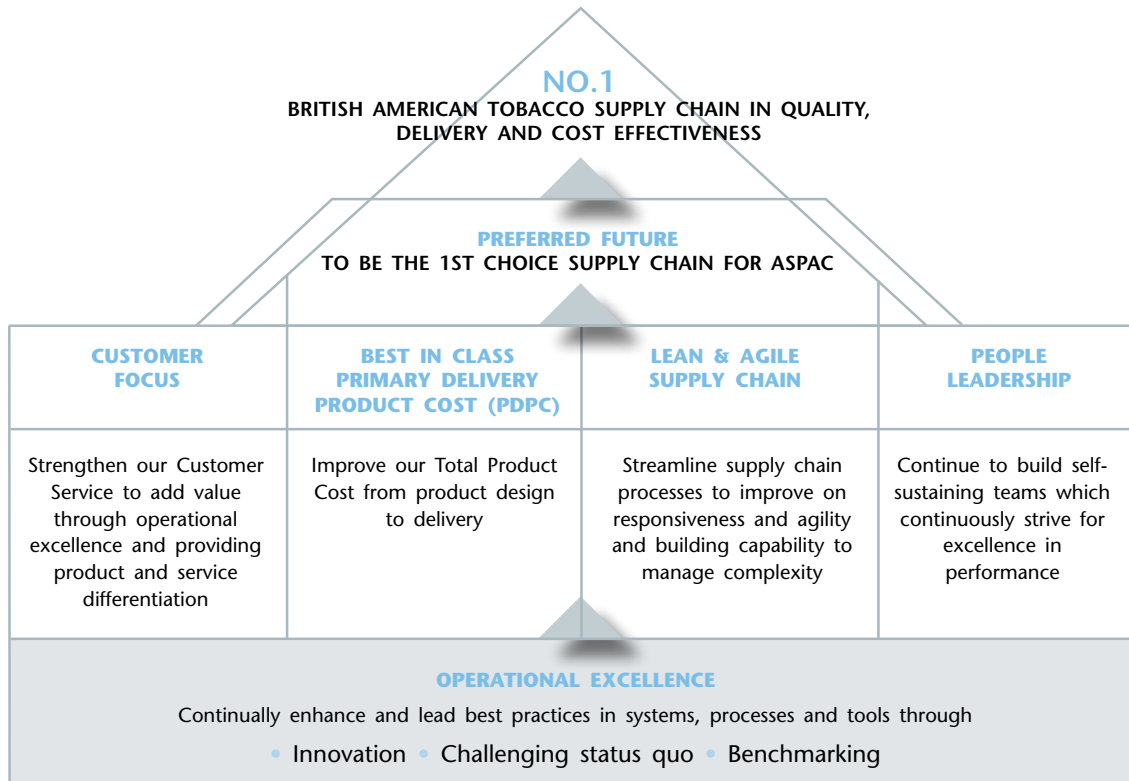 NO.1
BRITISH AMERICAN TOBACCO SUPPLY CHAIN IN QUALITY,
DELIVERY AND COST EFFECTIVENESS
PREFERRED FUTURE
TO BE THE 1ST CHOICE SUPPLY CHAIN FOR ASPAC
CUSTOMER
FOCUS
BEST IN CLASS
PRIMARY DELIVERY
PRODUCT COST (PDPC)
LEAN & AGILE
SUPPLY CHAIN
PEOPLE
LEADERSHIP
Strengthen our Customer
Service to add value
through operational
excellence and providing
product and service
differentiation
Improve our Total Product
Cost from product design
to delivery
Streamline supply chain
processes to improve on
responsiveness and agility
and building capability to
manage complexity
Continue to build self-
sustaining teams which
continuously strive for
excellence in
performance
OPERATIONAL EXCELLENCE
Continually enhance and lead best practices in systems, processes and tools through
• Innovation • Challenging status quo • Benchmarking